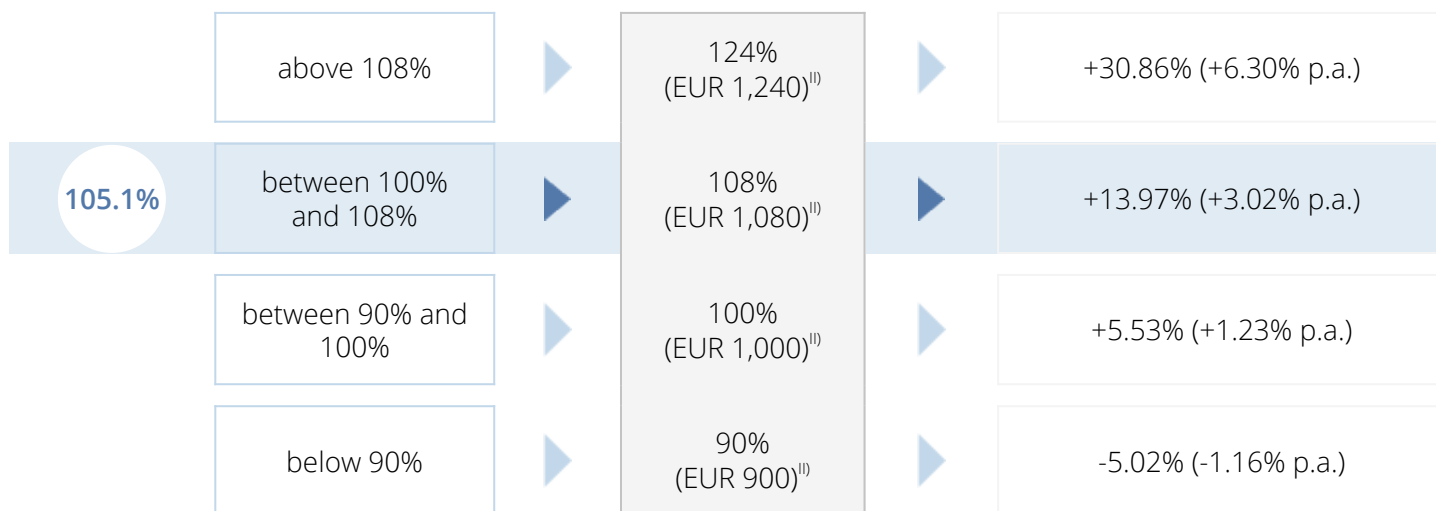 above 108%
124%
(EUR 1,240)II)
+30.86% (+6.30% p.a.)
105.1%
between 100%
and 108%
108%
(EUR 1,080)II)
+13.97% (+3.02% p.a.)
between 90% and
100%
100%
(EUR 1,000)II)
+5.53% (+1.23% p.a.)
below 90%
90%
(EUR 900)II)
-5.02% (-1.16% p.a.)